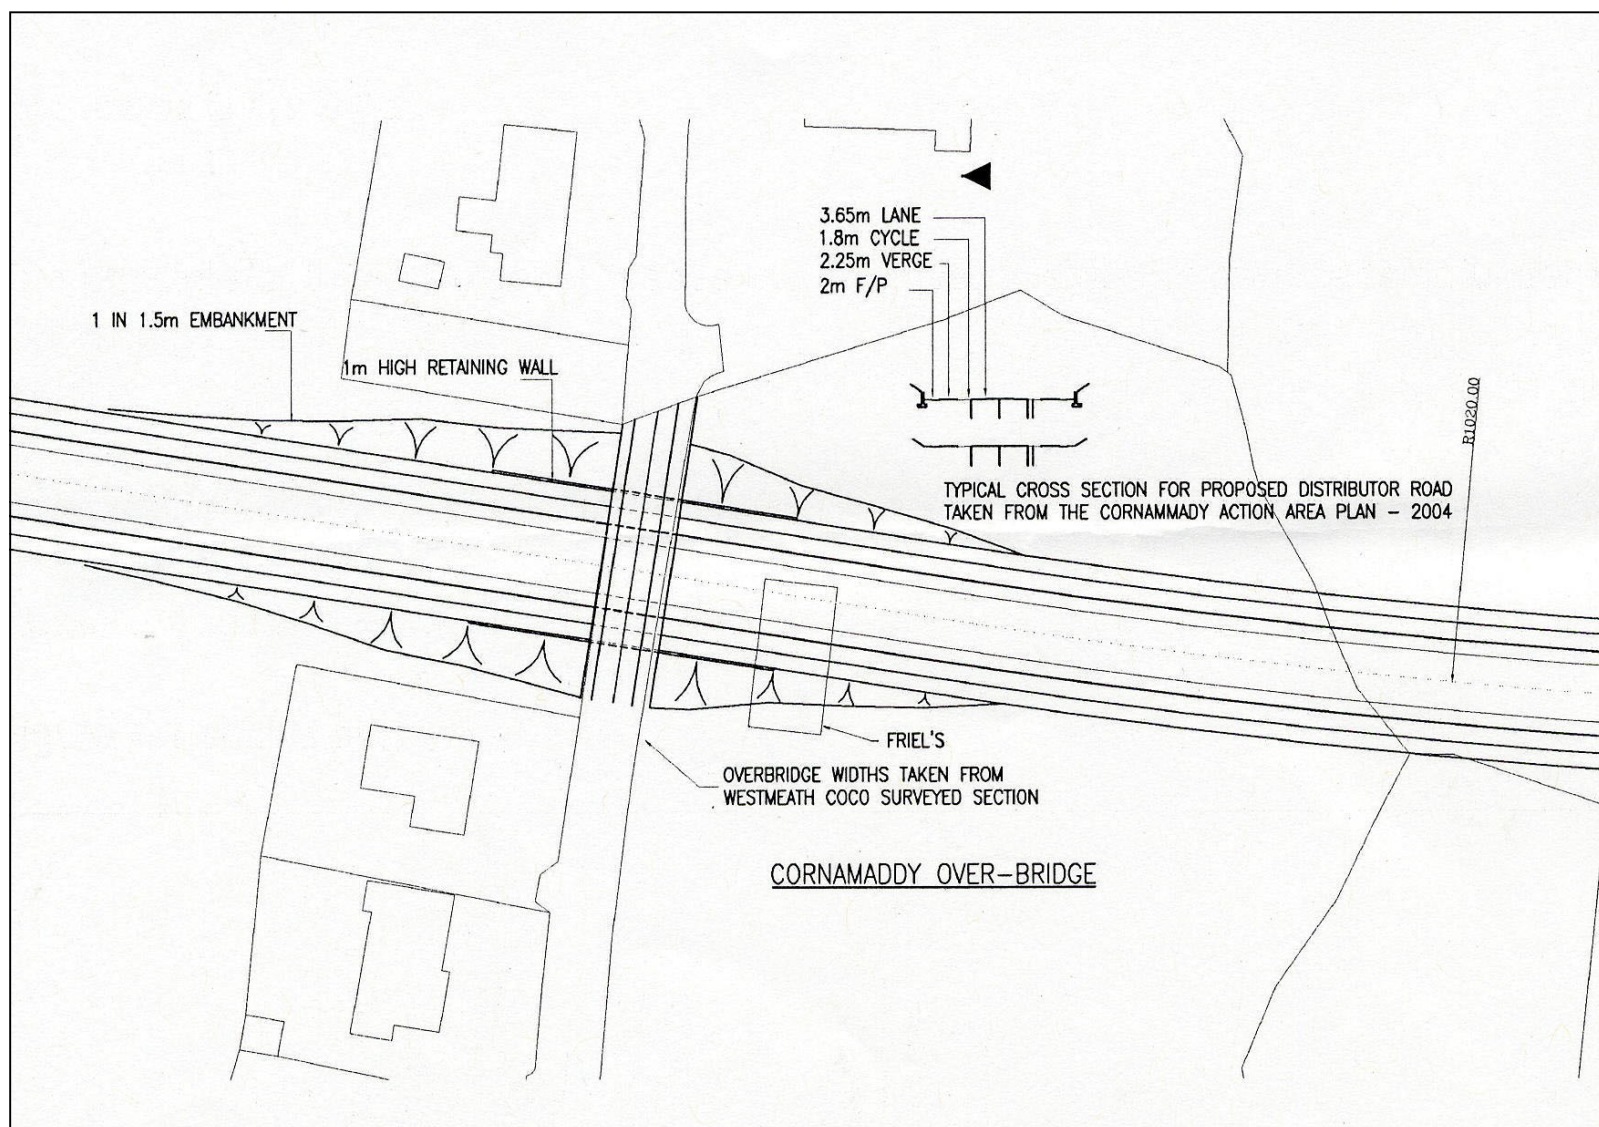 3.65m LANE
1.8m CYCLE
2.25m VERGE
2m F/P
1 IN 1.5m EMBANKMENT
1m HIGH RETAINING WALL
R1020.00
TYPICAL CROSS SECTION FOR PROPOSED DISTRIBUTOR ROAD
TAKEN FROM THE CORNAMMADY ACTION AREA PLAN – 2004
FRIEL'S
OVERBRIDGE WIDTHS TAKEN FROM
WESTMEATH COCO SURVEYED SECTION
CORNAMADDY OVER–BRIDGE